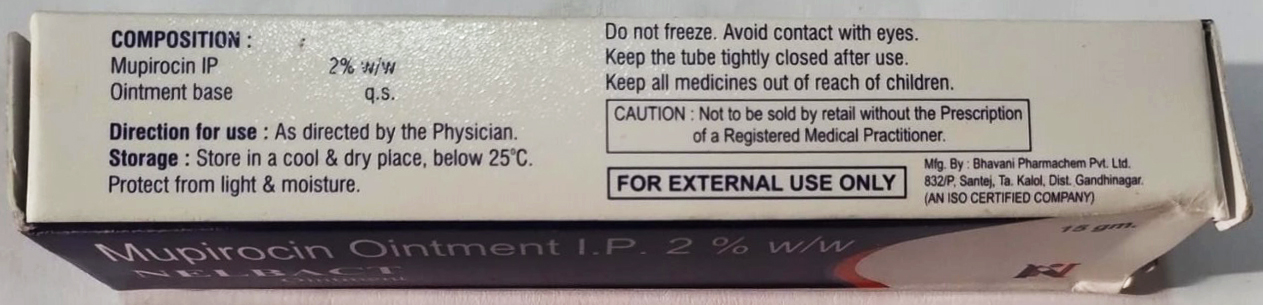 COMPOSITION :
Mupirocin IP 2% w/w
Ointment base q.s.
Direction for use : As directed by the Physician.
Storage : Store in a cool & dry place, below 25°C.
Protect from light & moisture.
Do not freeze. Avoid contact with eyes.
Keep the tube tightly closed after use.
Keep all medicines out of reach of children.
CAUTION : Not to be sold by retail without the Prescription
of a Registered Medical Practitioner.
FOR EXTERNAL USE ONLY
Mfg. By : Bhavani Pharmachem Pvt. Ltd.
832/P, Santej, Ta. Kalol, Dist. Gandhinagar.
(AN ISO CERTIFIED COMPANY)
Mupirocin Ointment I.P. 2 % w/w
NELBACT
Ointment
15 gm.